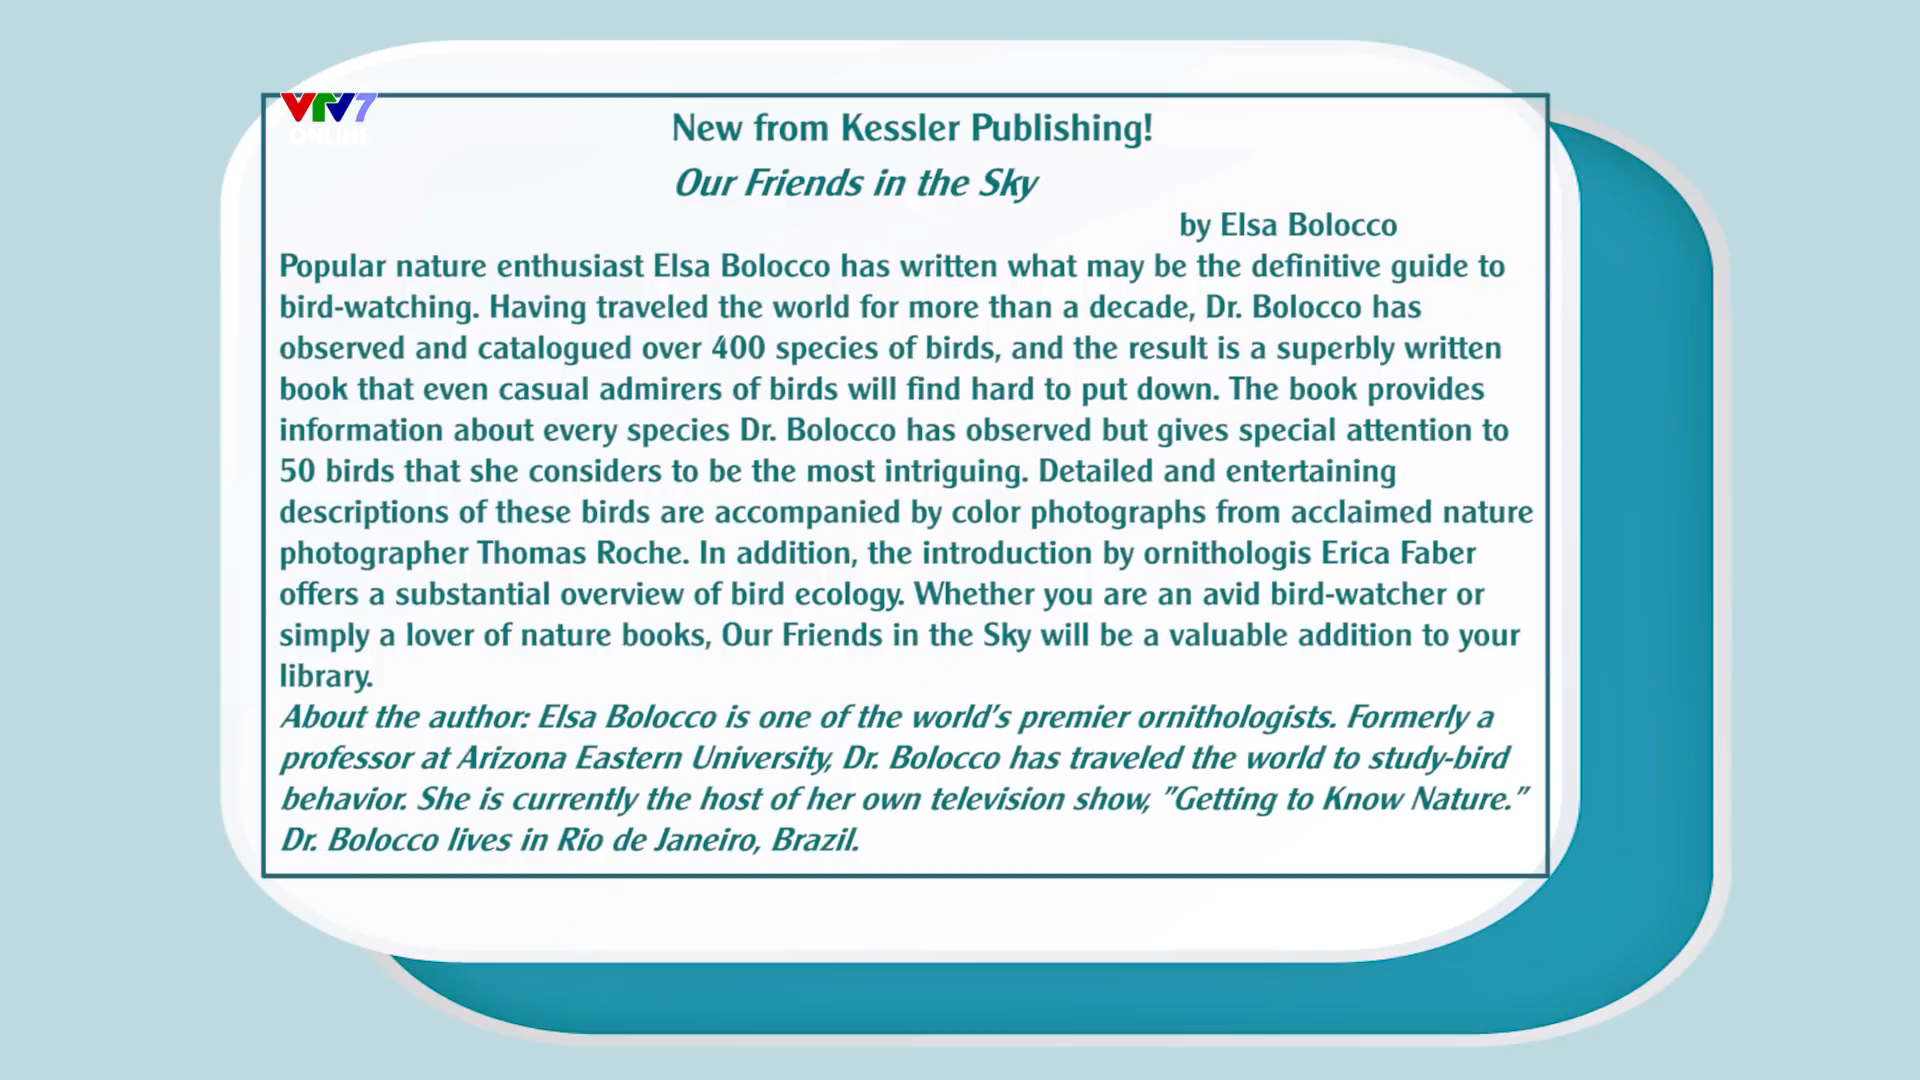 VTV7
ONLINE
New from Kessler Publishing!
Our Friends in the Sky
by Elsa Bolocco
Popular nature enthusiast Elsa Bolocco has written what may be the definitive guide to
bird-watching. Having traveled the world for more than a decade, Dr. Bolocco has
observed and catalogued over 400 species of birds, and the result is a superbly written
book that even casual admirers of birds will find hard to put down. The book provides
information about every species Dr. Bolocco has observed but gives special attention to
50 birds that she considers to be the most intriguing. Detailed and entertaining
descriptions of these birds are accompanied by color photographs from acclaimed nature
photographer Thomas Roche. In addition, the introduction by ornithologis Erica Faber
offers a substantial overview of bird ecology. Whether you are an avid bird-watcher or
simply a lover of nature books, Our Friends in the Sky will be a valuable addition to your
library.
About the author: Elsa Bolocco is one of the world's premier ornithologists. Formerly a
professor at Arizona Eastern University, Dr. Bolocco has traveled the world to study-bird
behavior. She is currently the host of her own television show, "Getting to Know Nature."
Dr. Bolocco lives in Rio de Janeiro, Brazil.